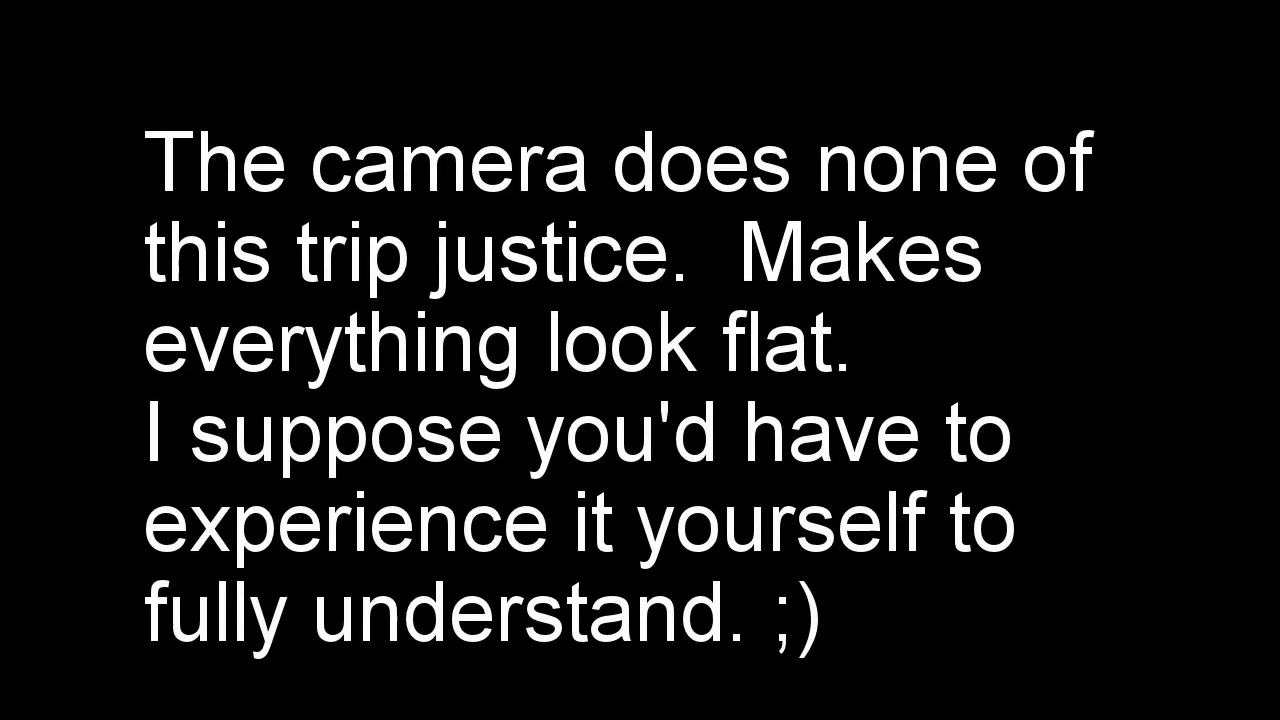 The camera does none of
this trip justice.  Makes
everything look flat.
I suppose you'd have to
experience it yourself to
fully understand. ;)